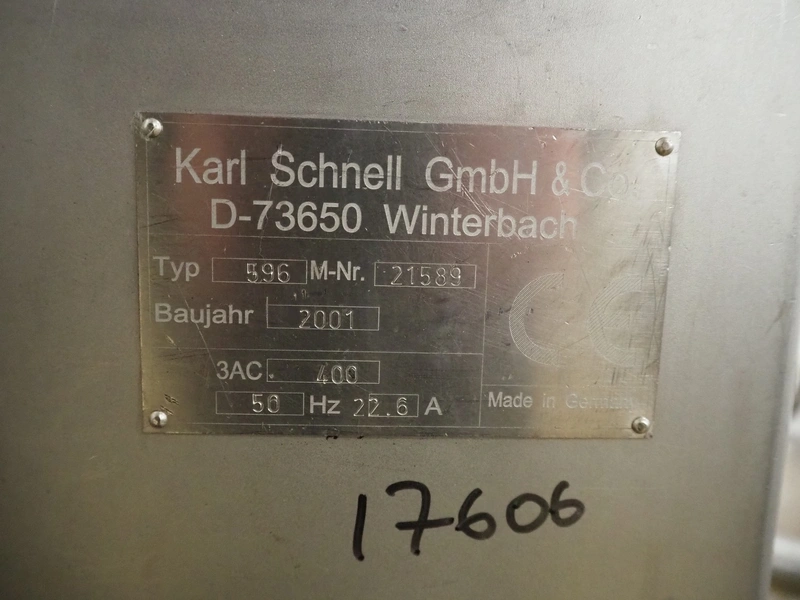 Karl Schnell GmbH & Co.
D-73650 Winterbach
Typ 596 M-Nr. 21589
Baujahr 2001
CE
3AC 400
50 Hz 22.6 A
Made in Germany
17606